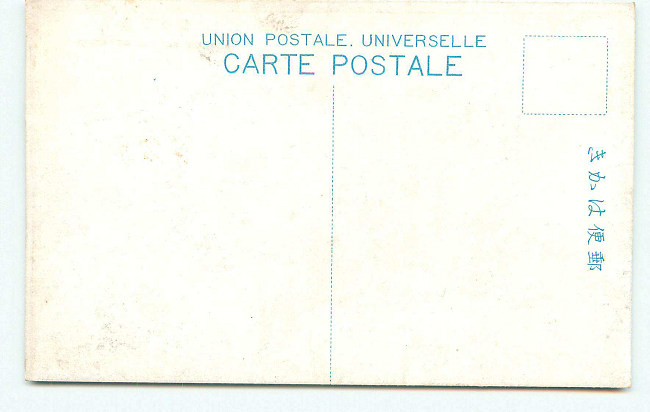 UNION POSTALE. UNIVERSELLE
CARTE POSTALE
郵便はかき